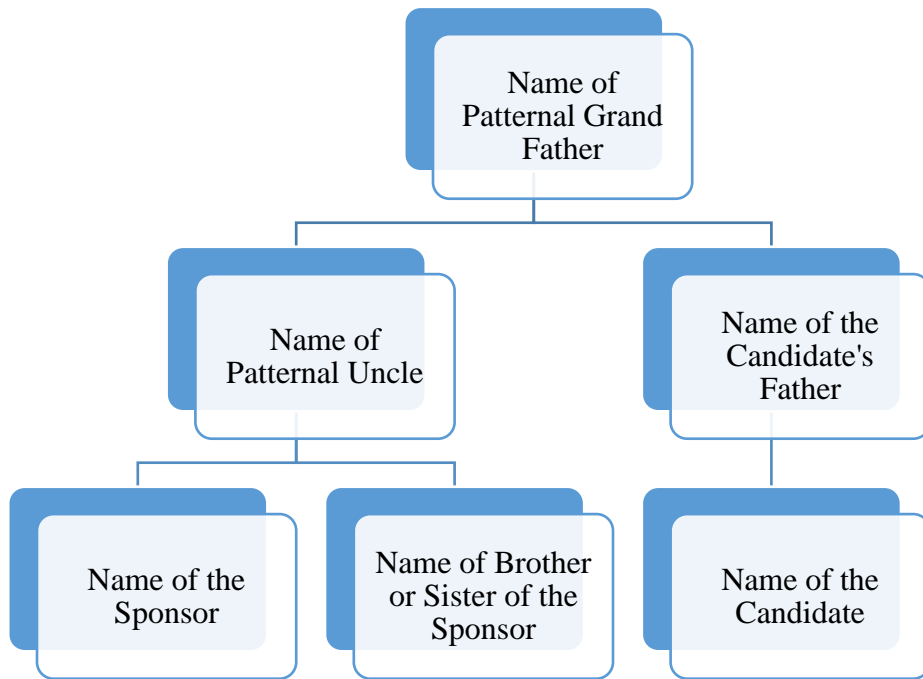 Name of
Patternal Grand
Father
Name of
Patternal Uncle
Name of the
Candidate's
Father
Name of the
Sponsor
Name of Brother
or Sister of the
Sponsor
Name of the
Candidate